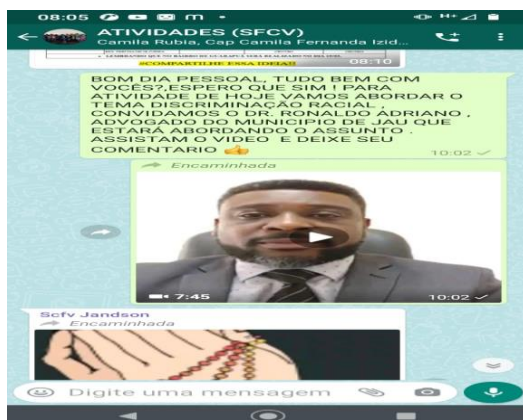 08:05
ATIVIDADES (SFCV)
Camila Rubia, Cap Camila Fernanda Izid...
#COMPARTILHE ESSA IDEIA!!
08:10
BOM DIA PESSOAL, TUDO BEM COM
VOCÊS?,ESPERO QUE SIM ! PARA
ATIVIDADE DE HOJE VAMOS ABORDAR O
TEMA DISCRIMINAÇÃO RACIAL ,
CONVIDAMOS O DR. RONALDO ADRIANO ,
ADVOGADO DO MUNICIPIO DE JAU QUE
ESTARÁ ABORDANDO O ASSUNTO .
ASSISTAM O VIDEO E DEIXE SEU
COMENTARIO 👍
10:02
Encaminhada
7:45
10:02
Scfv Jandson
Encaminhada
Digite uma mensagem